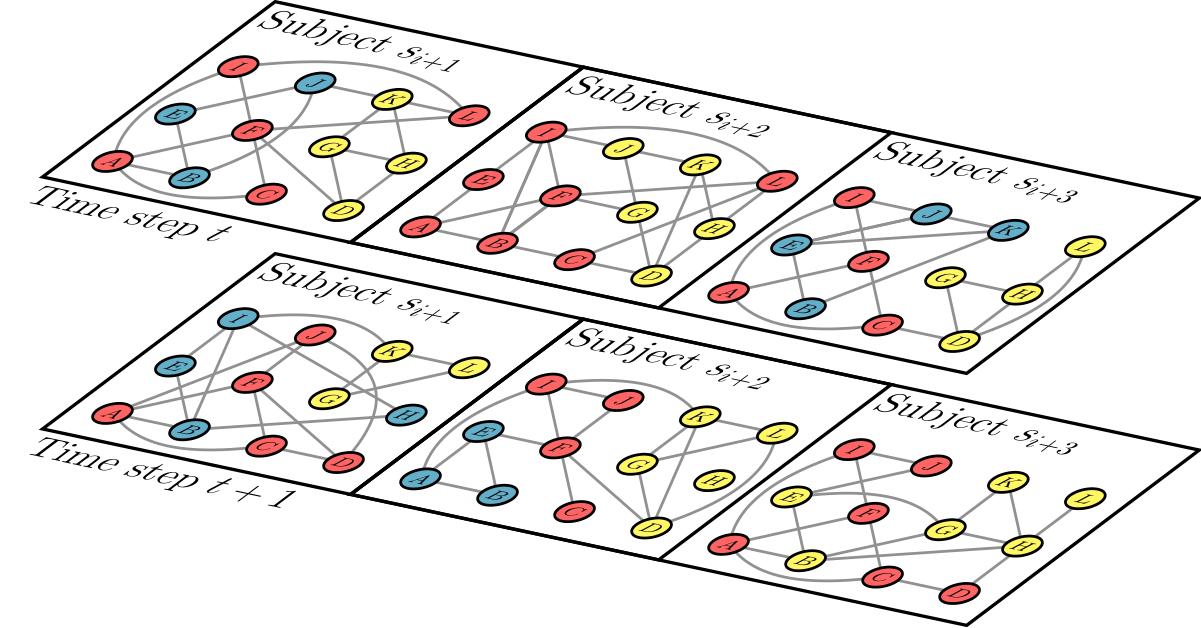 Subject s_{i+1}
I
J
K
L
E
F
G
H
A
B
C
D
Subject s_{i+2}
I
J
K
L
E
F
G
H
A
B
C
D
Subject s_{i+3}
I
J
K
L
E
F
G
H
A
B
C
D
Time step t
Subject s_{i+1}
I
J
K
L
E
F
G
H
A
B
C
D
Subject s_{i+2}
I
J
K
L
E
F
G
H
A
B
C
D
Subject s_{i+3}
I
J
K
L
E
F
G
H
A
B
C
D
Time step t + 1